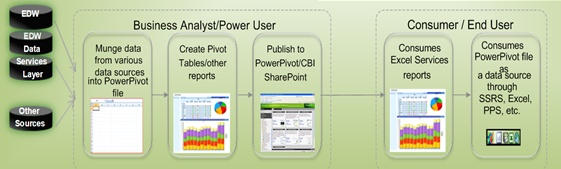 EDW
EDW
Data
Services
Layer
Other
Sources
Business Analyst/Power User
Munge data
from various
data sources
into PowerPivot
file
Create Pivot
Tables/other
reports
Publish to
PowerPivot/CBI
SharePoint
Consumer / End User
Consumes
Excel Services
reports
Consumes
PowerPivot file
as
a data source
through
SSRS, Excel,
PPS, etc.